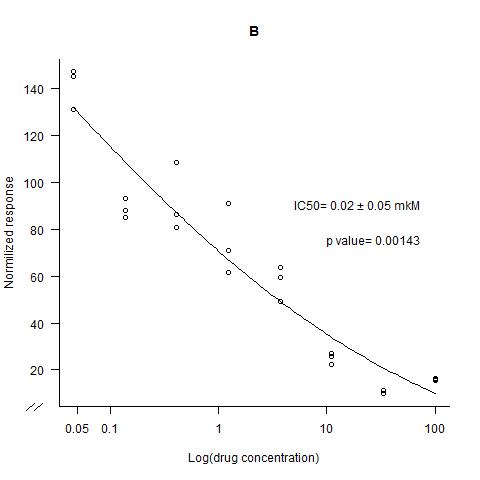 B
Normilized response
140
120
100
80
60
40
20
IC50= 0.02 ± 0.05 mkM
p value= 0.00143
0.05 0.1 1 10 100
Log(drug concentration)